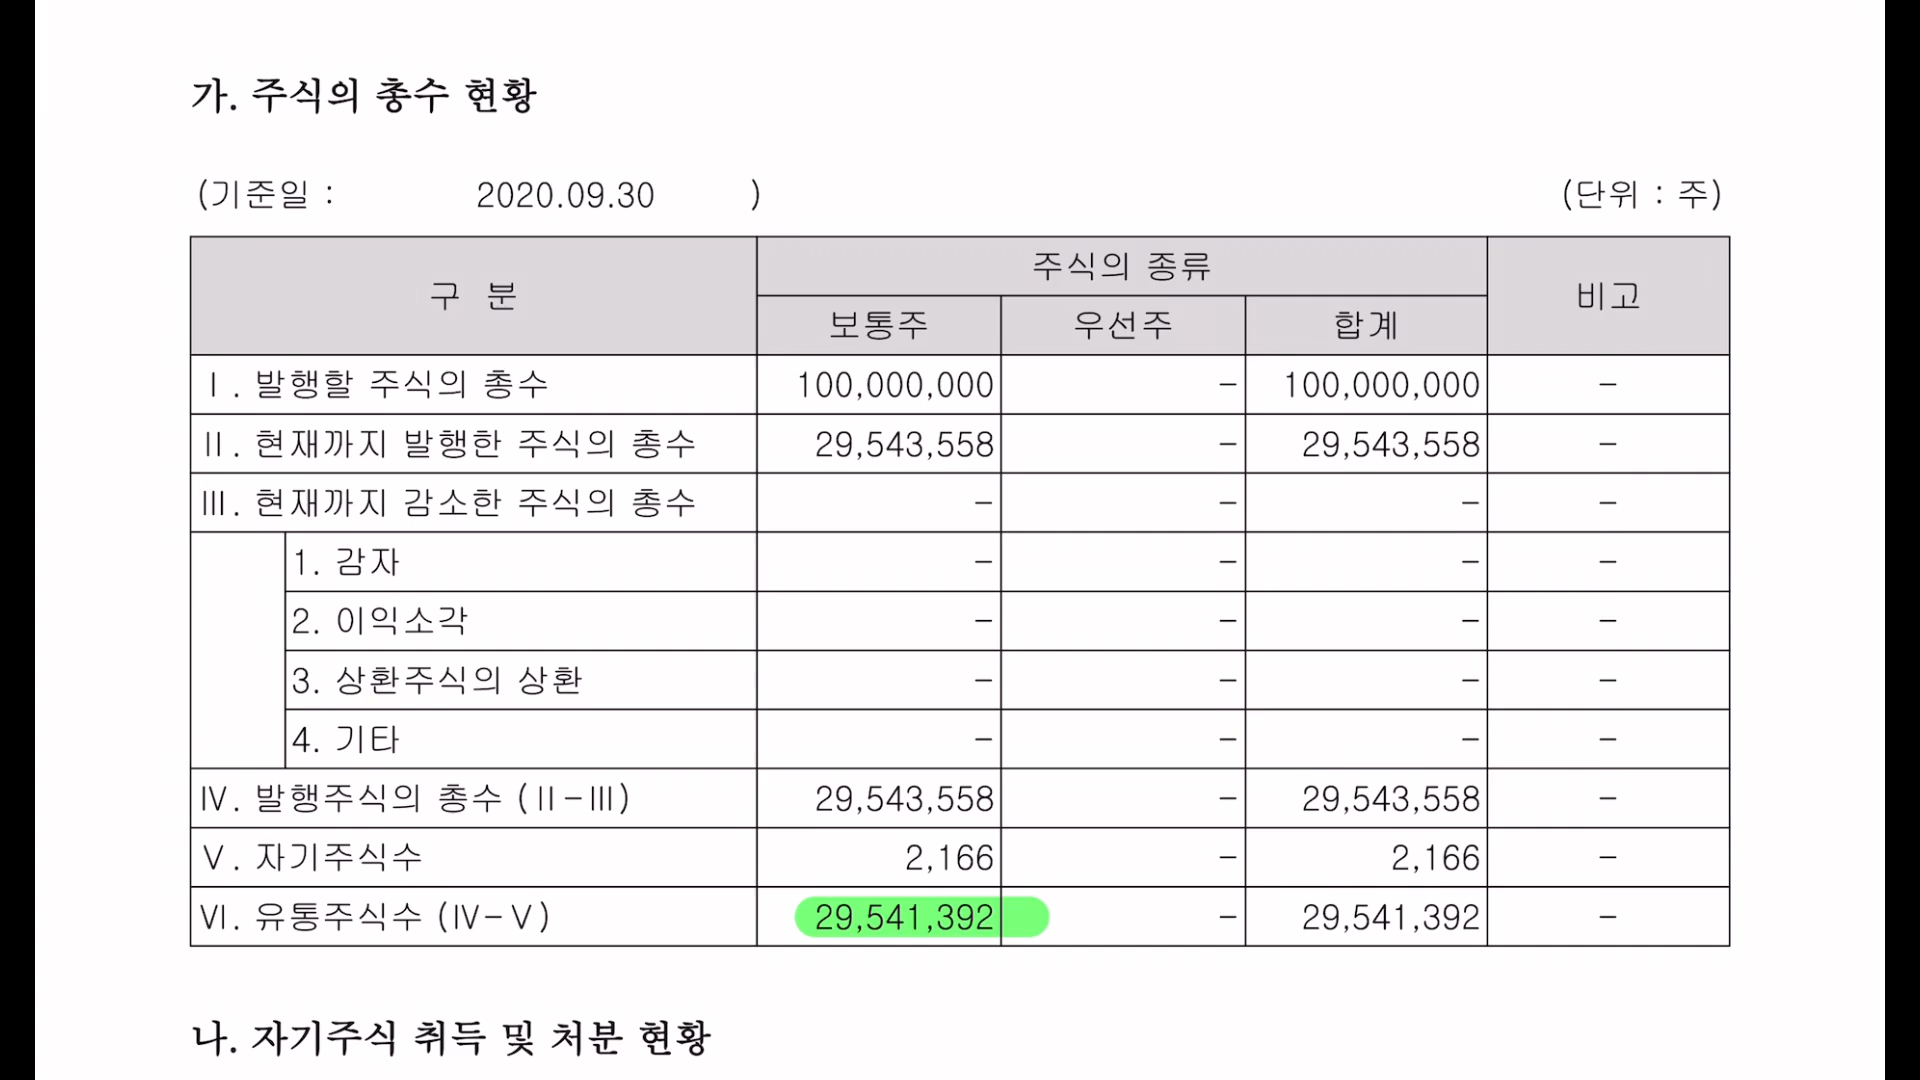 가. 주식의 총수 현황
(기준일 : 2020.09.30 ) (단위 : 주)
구 분 주식의 종류 비고
보통주 우선주 합계
Ⅰ. 발행할 주식의 총수 100,000,000 - 100,000,000 -
Ⅱ. 현재까지 발행한 주식의 총수 29,543,558 - 29,543,558 -
Ⅲ. 현재까지 감소한 주식의 총수 - - - -
1. 감자 - - - -
2. 이익소각 - - - -
3. 상환주식의 상환 - - - -
4. 기타 - - - -
Ⅳ. 발행주식의 총수 (Ⅱ-Ⅲ) 29,543,558 - 29,543,558 -
Ⅴ. 자기주식수 2,166 - 2,166 -
Ⅵ. 유통주식수 (Ⅳ-Ⅴ) 29,541,392 - 29,541,392 -
나. 자기주식 취득 및 처분 현황